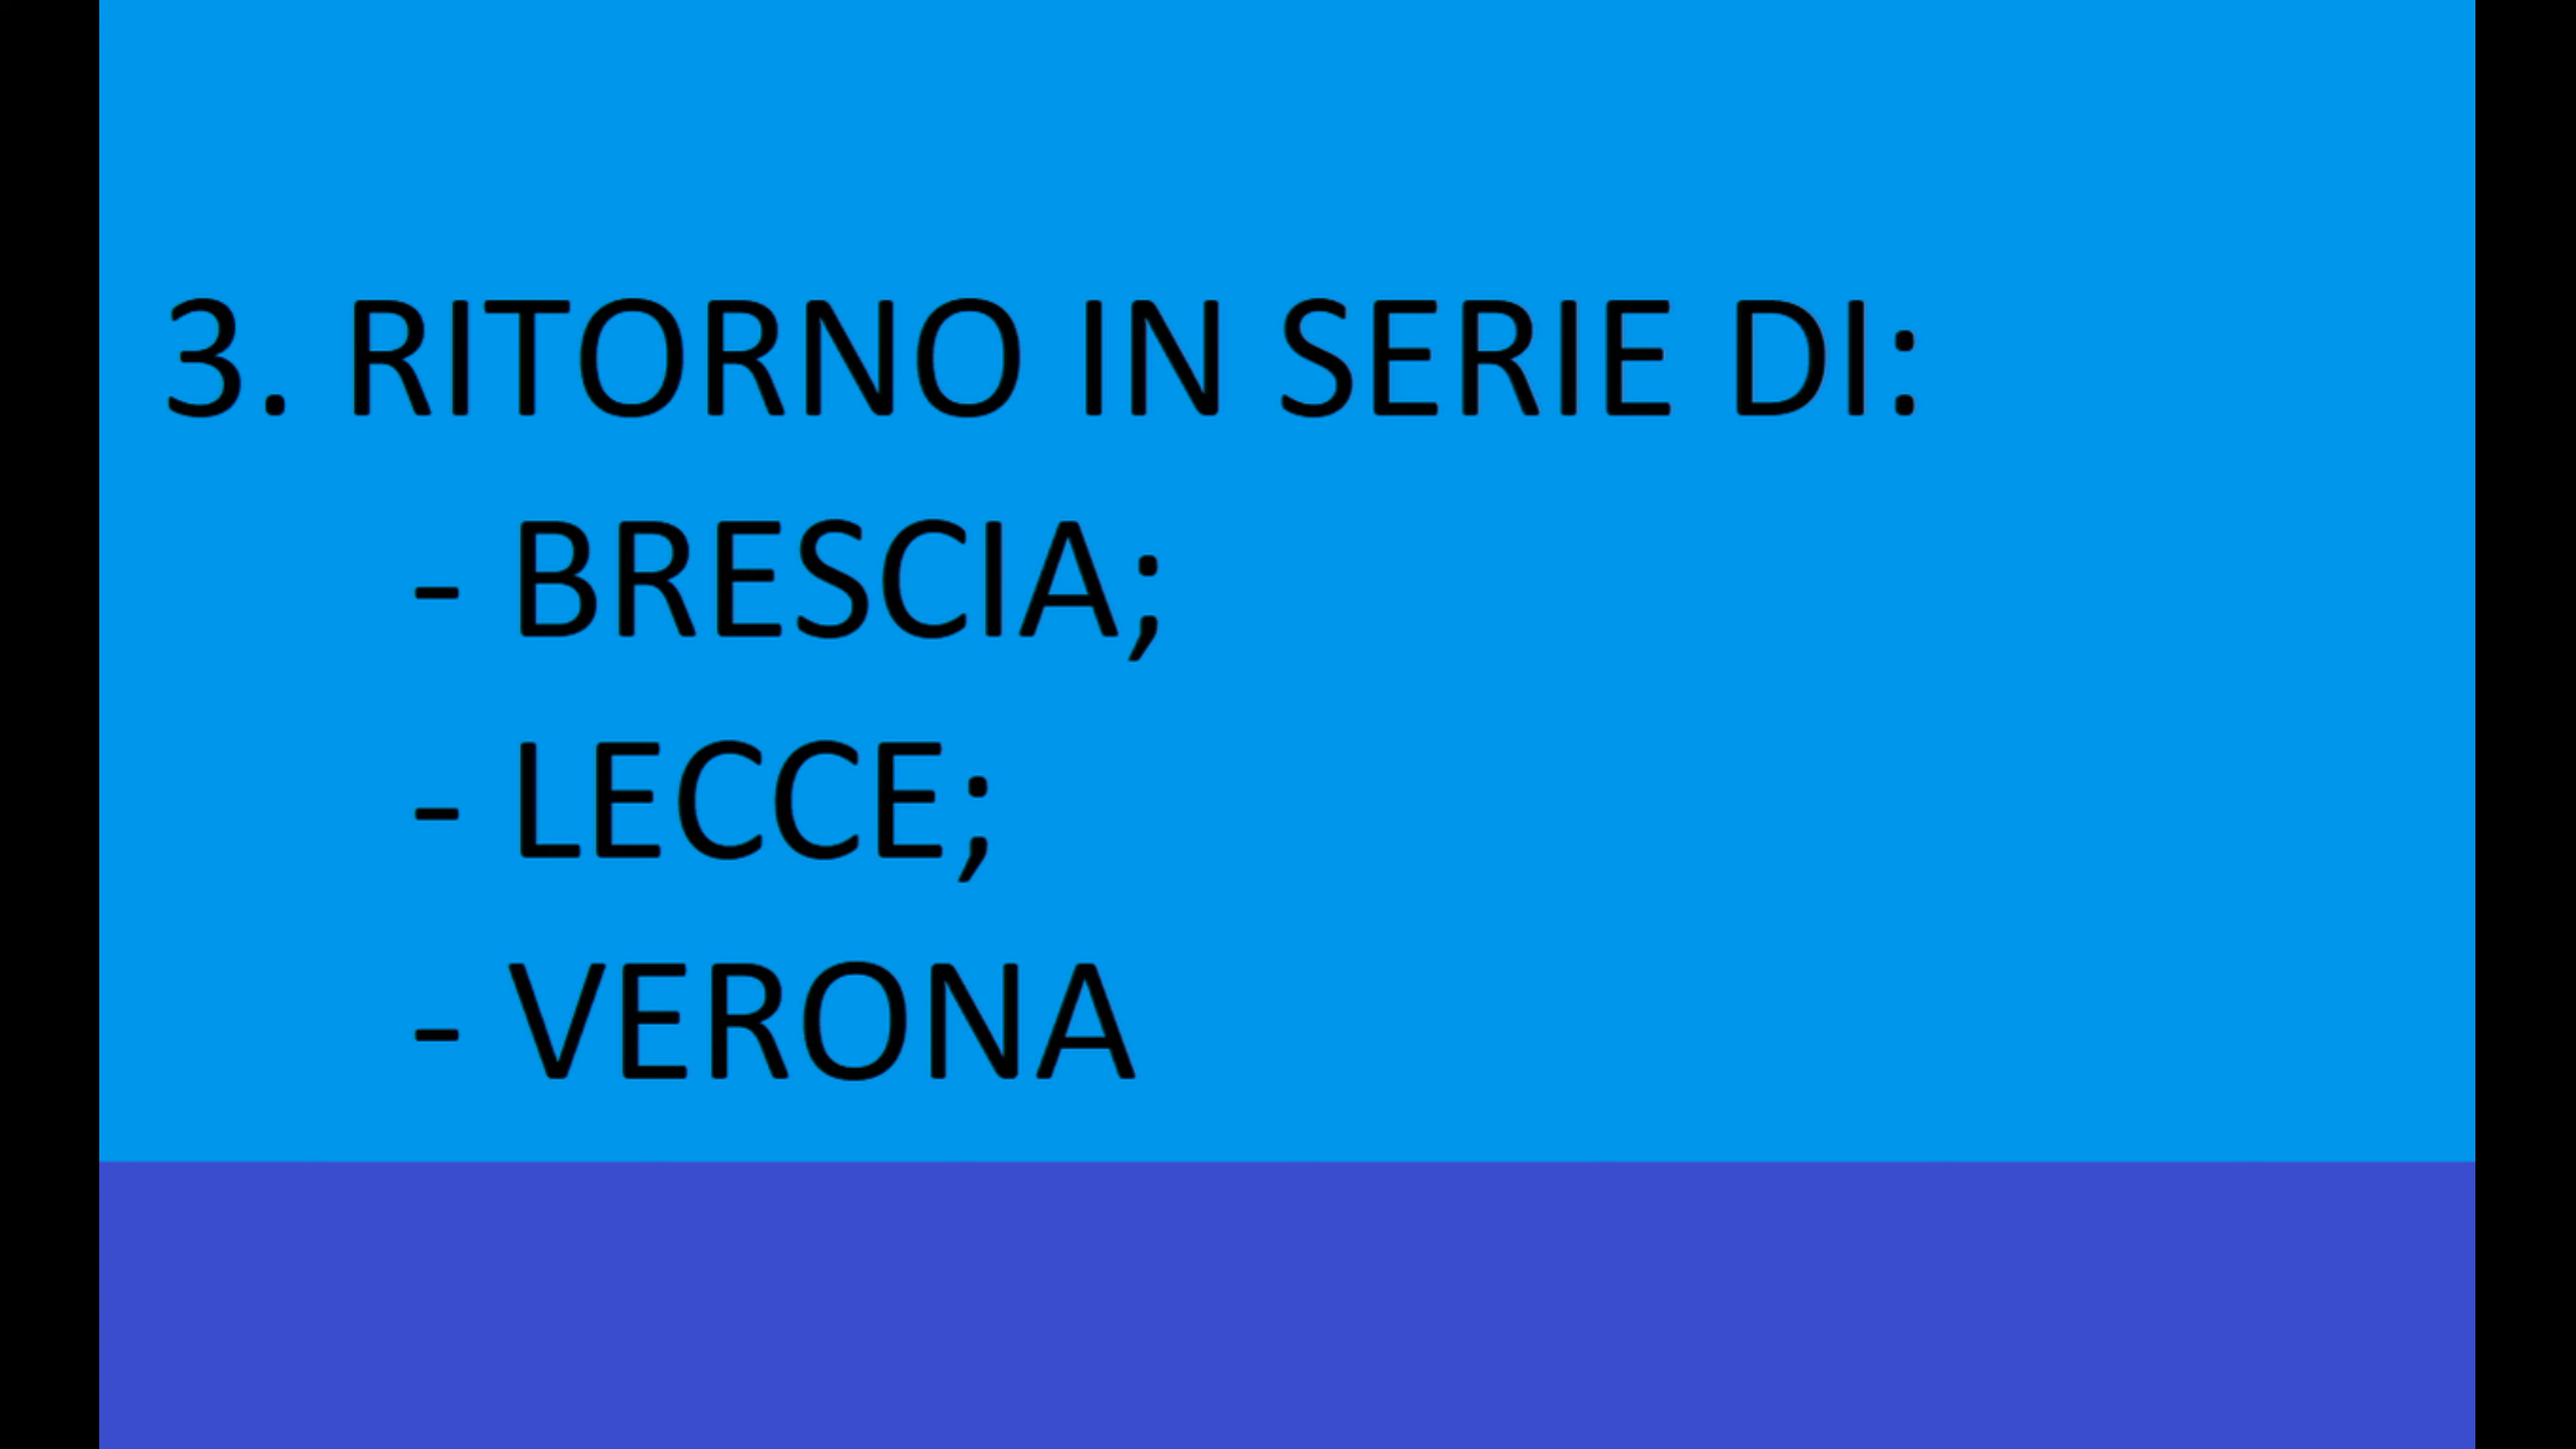 3. RITORNO IN SERIE DI:
- BRESCIA;
- LECCE;
- VERONA